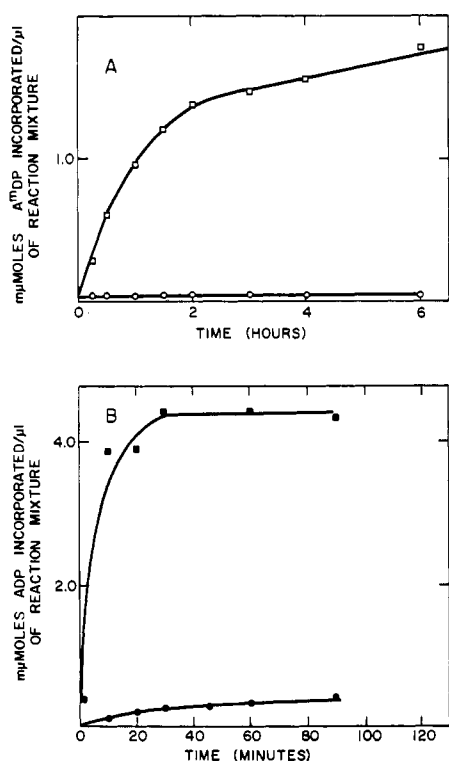 A
mμMOLES AᵐDP INCORPORATED/μl
OF REACTION MIXTURE
1.0
0 2 4 6
TIME (HOURS)
B
mμMOLES ADP INCORPORATED/μl
OF REACTION MIXTURE
4.0
2.0
0 20 40 60 80 100 120
TIME (MINUTES)